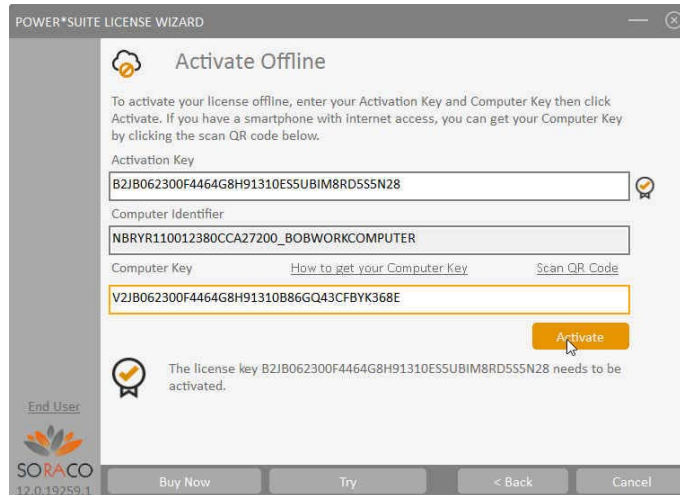 POWER*SUITE LICENSE WIZARD
Activate Offline
To activate your license offline, enter your Activation Key and Computer Key then click
Activate. If you have a smartphone with internet access, you can get your Computer Key
by clicking the scan QR code below.
Activation Key
B2JB062300F4464G8H91310ES5UBIM8RD5S5N28
Computer Identifier
NBRYR110012380CCA27200_BOBWORKCOMPUTER
Computer Key How to get your Computer Key Scan QR Code
V2JB062300F4464G8H91310B86GQ43CFBYK368E
Activate
The license key B2JB062300F4464G8H91310ES5UBIM8RD5S5N28 needs to be
activated.
End User
SORACO
12.0.19259.1
Buy Now Try < Back Cancel